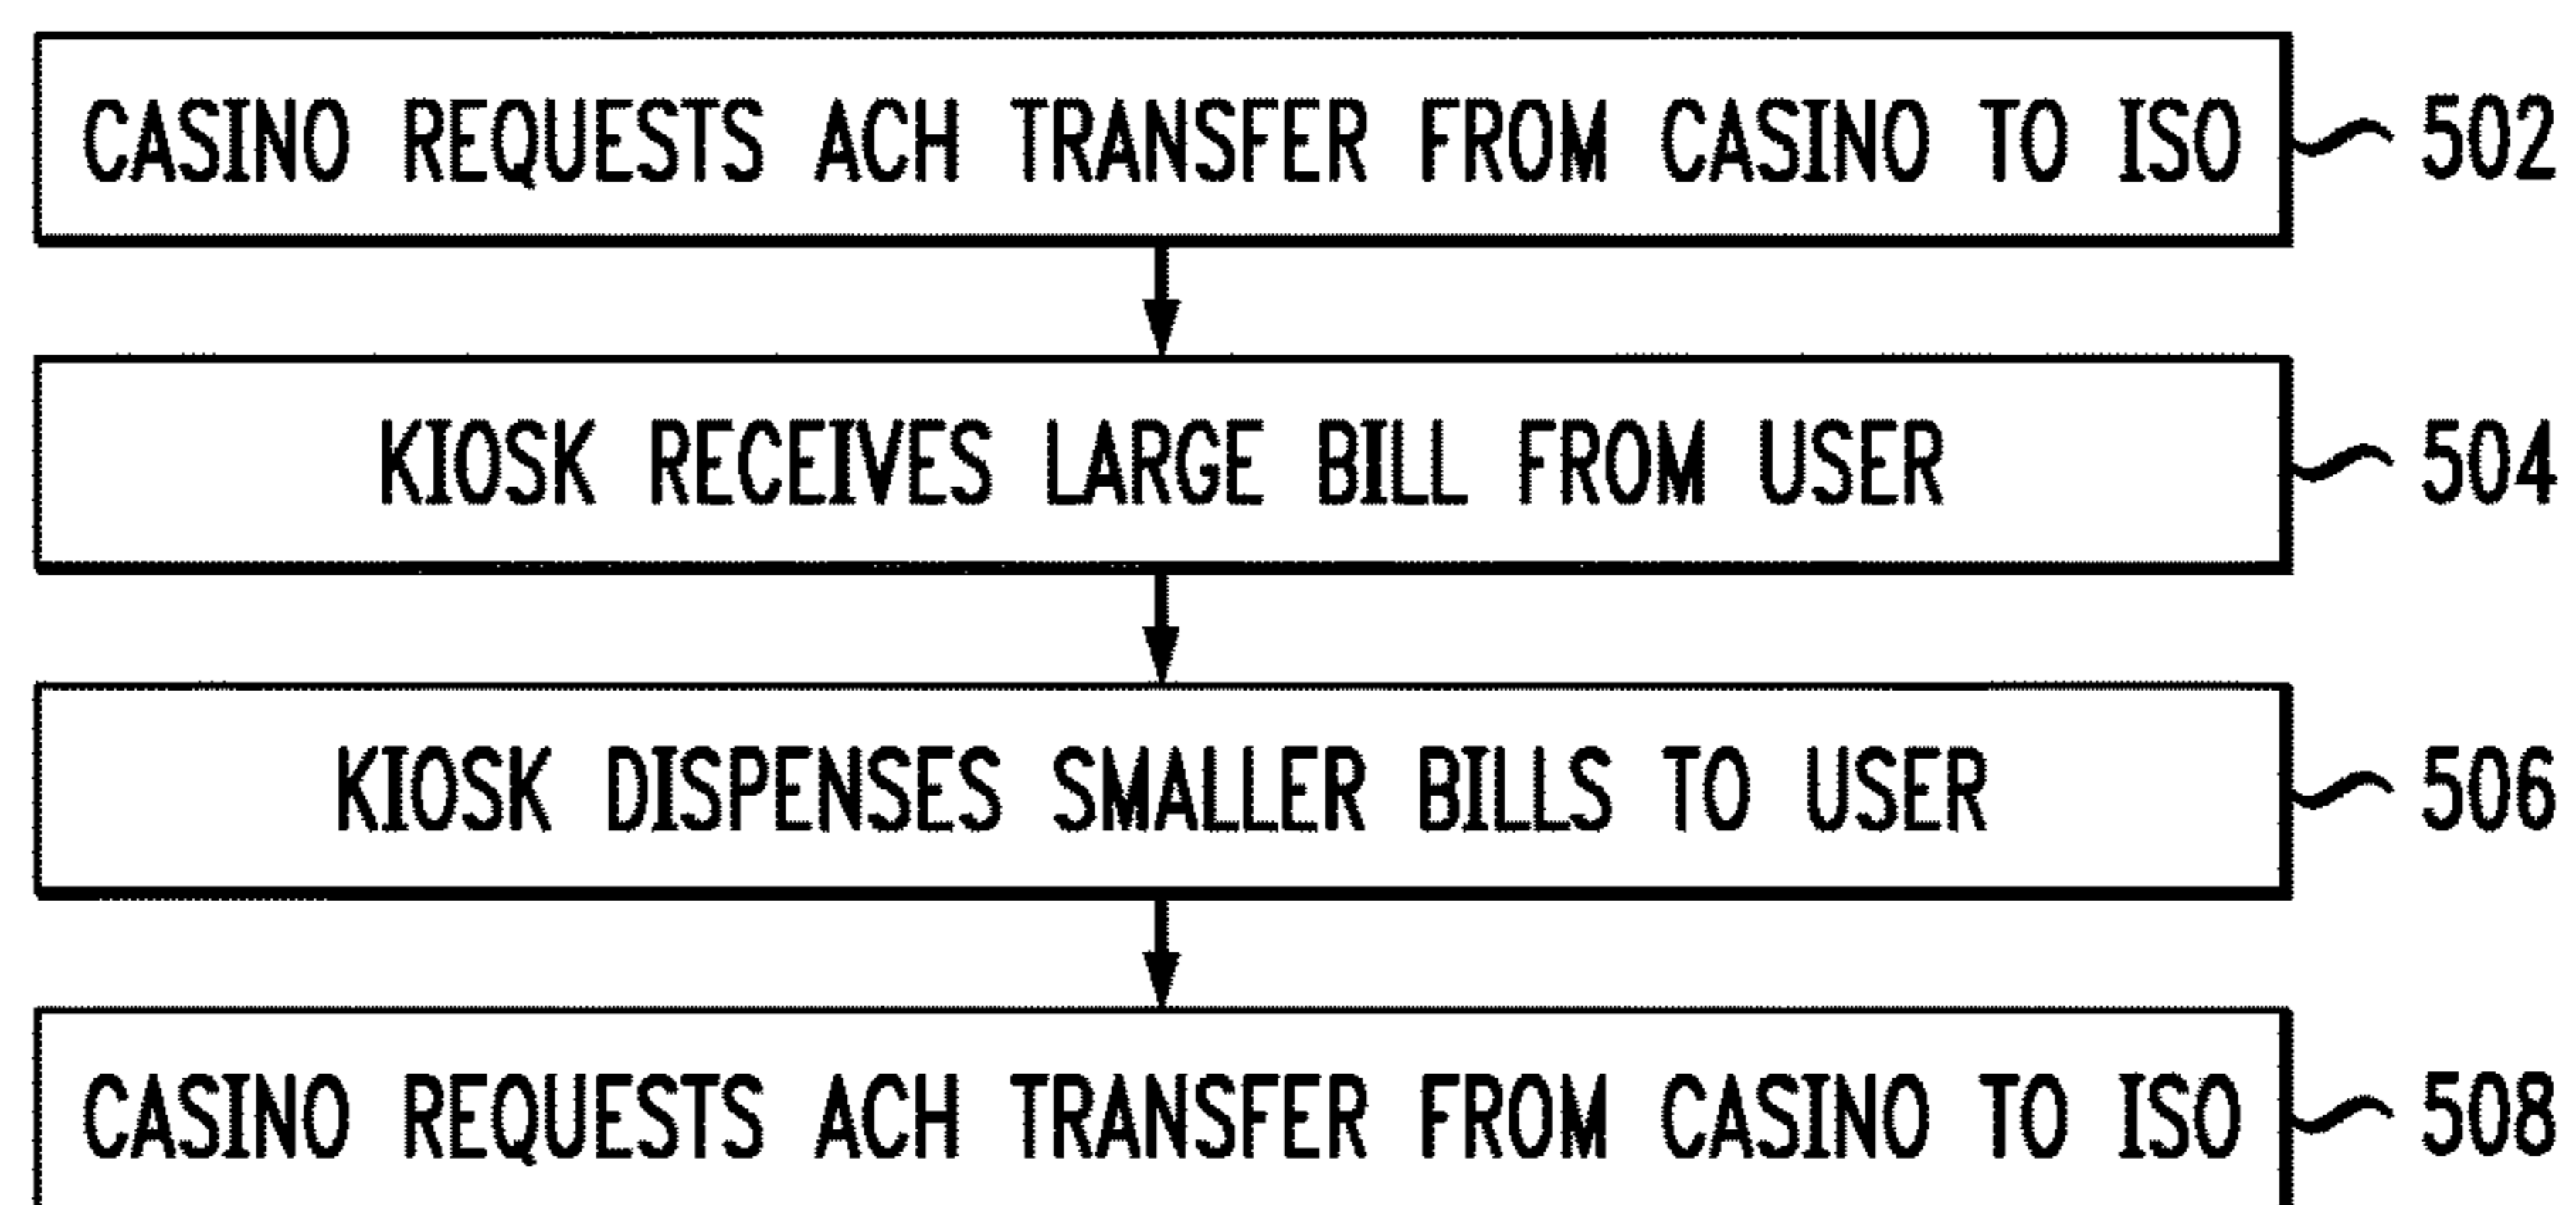 CASINO REQUESTS ACH TRANSFER FROM CASINO TO ISO 502
KIOSK RECEIVES LARGE BILL FROM USER 504
KIOSK DISPENSES SMALLER BILLS TO USER 506
CASINO REQUESTS ACH TRANSFER FROM CASINO TO ISO 508